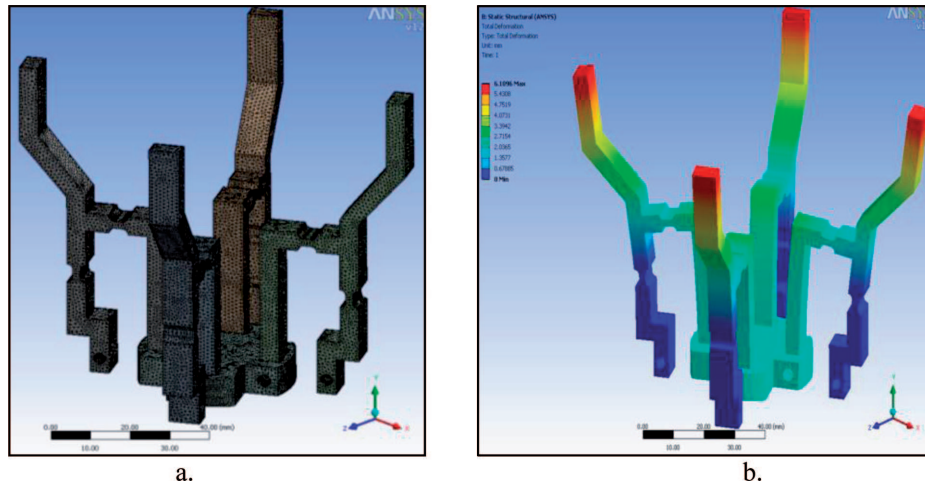 ANSYS
0.00
20.00
40.00 (mm)
10.00
30.00
Y
Z
X
a.
B: Static Structural (ANSYS)
Total Deformation
Type: Total Deformation
Unit: mm
Time: 1
6.1096 Max
5.4308
4.7519
4.0731
3.3942
2.7154
2.0365
1.3577
0.67885
0 Min
ANSYS
0.00
20.00
40.00 (mm)
10.00
30.00
Y
Z
X
b.